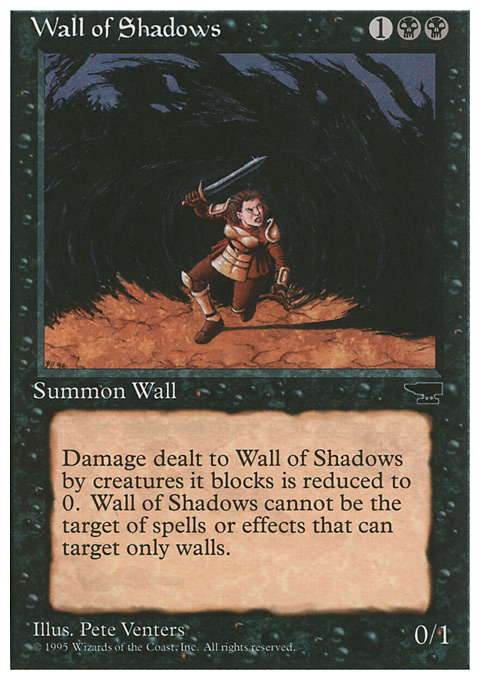 Wall of Shadows 1
Summon Wall
Damage dealt to Wall of Shadows
by creatures it blocks is reduced to
0. Wall of Shadows cannot be the
target of spells or effects that can
target only walls.
Illus. Pete Venters
© 1995 Wizards of the Coast, Inc. All rights reserved.
0/1